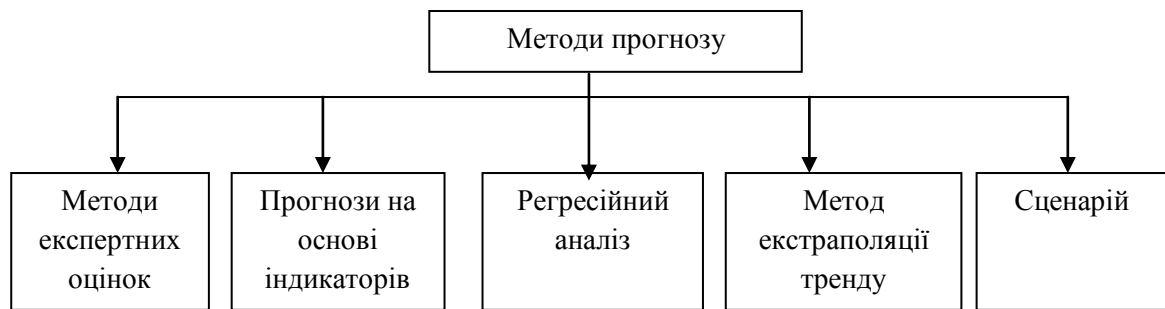 Методи прогнозу
Методи
експертних
оцінок
Прогнози на
основі
індикаторів
Регресійний
аналіз
Метод
екстраполяції
тренду
Сценарій